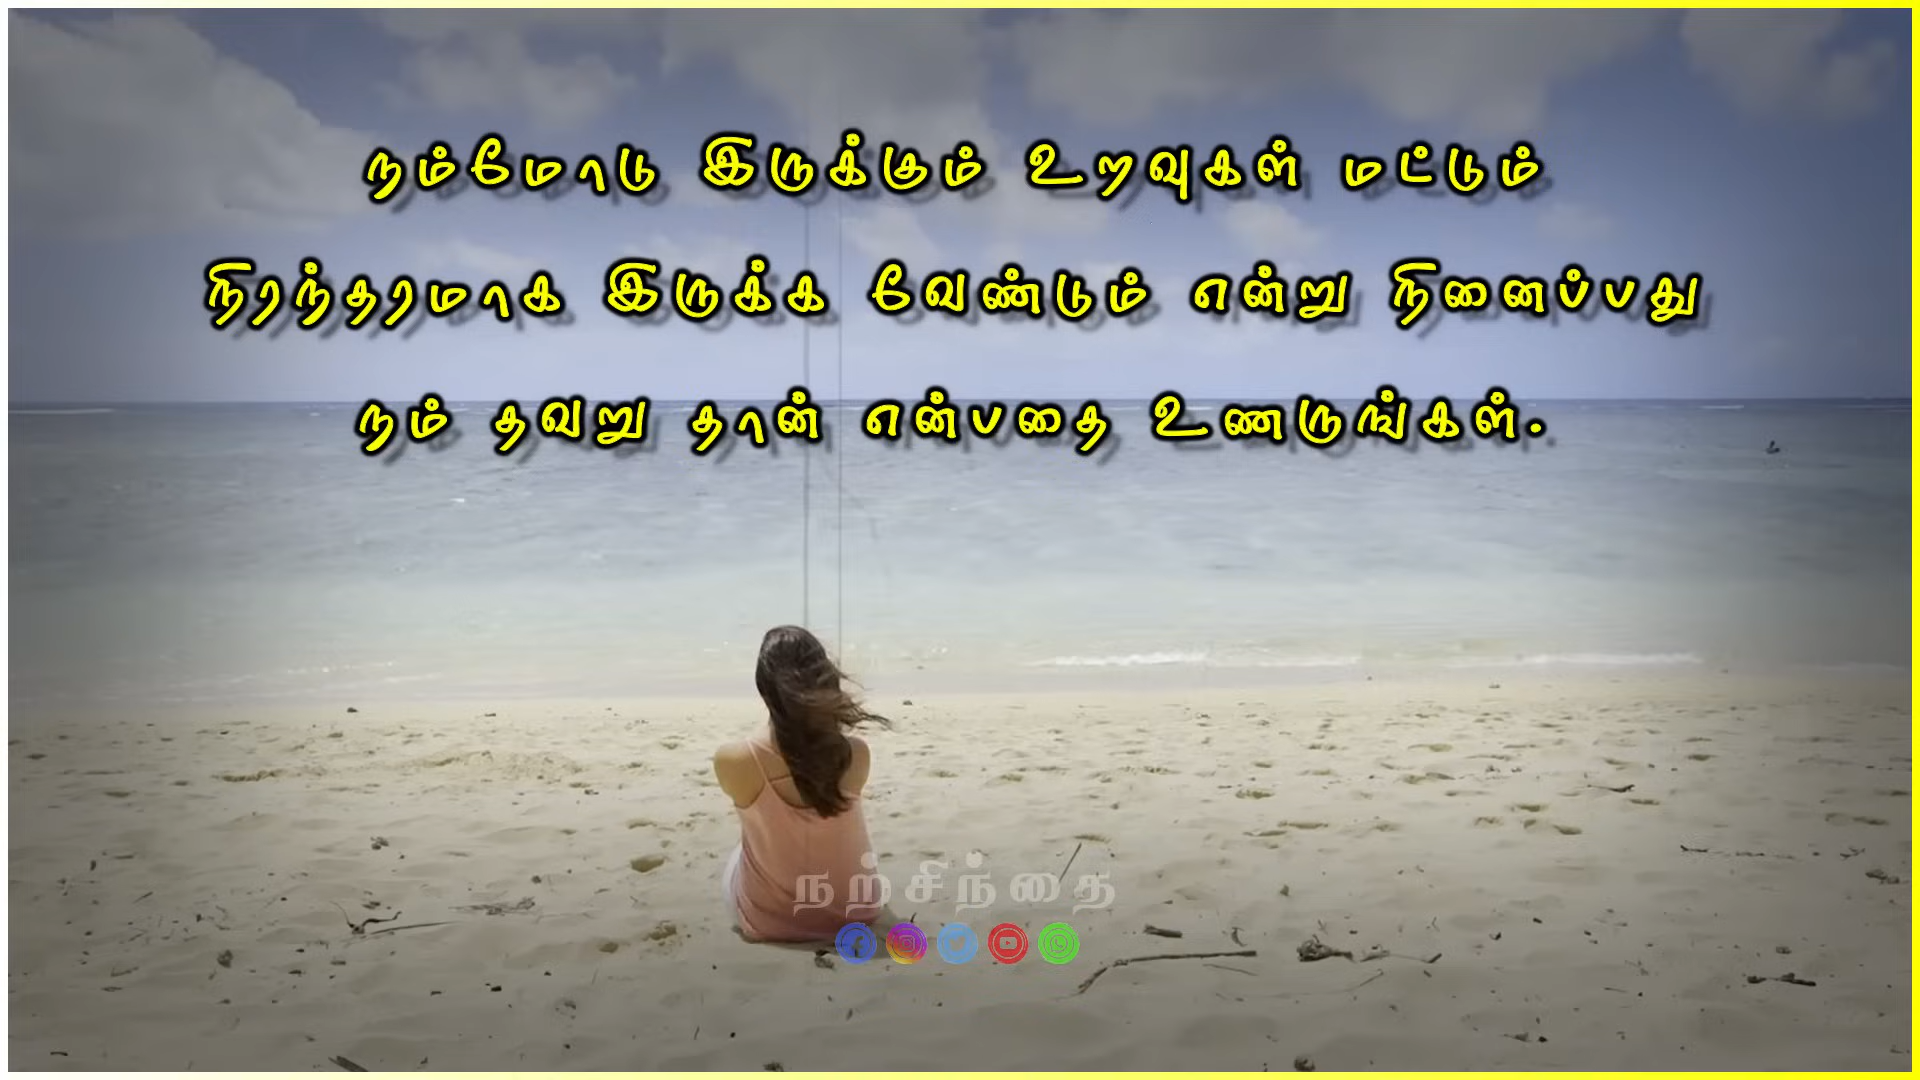 நம்மோடு இருக்கும் உறவுகள் மட்டும்
நிரந்தரமாக இருக்க வேண்டும் என்று நினைப்பது
நம் தவறு தான் என்பதை உணருங்கள்.
நற்சிந்தை